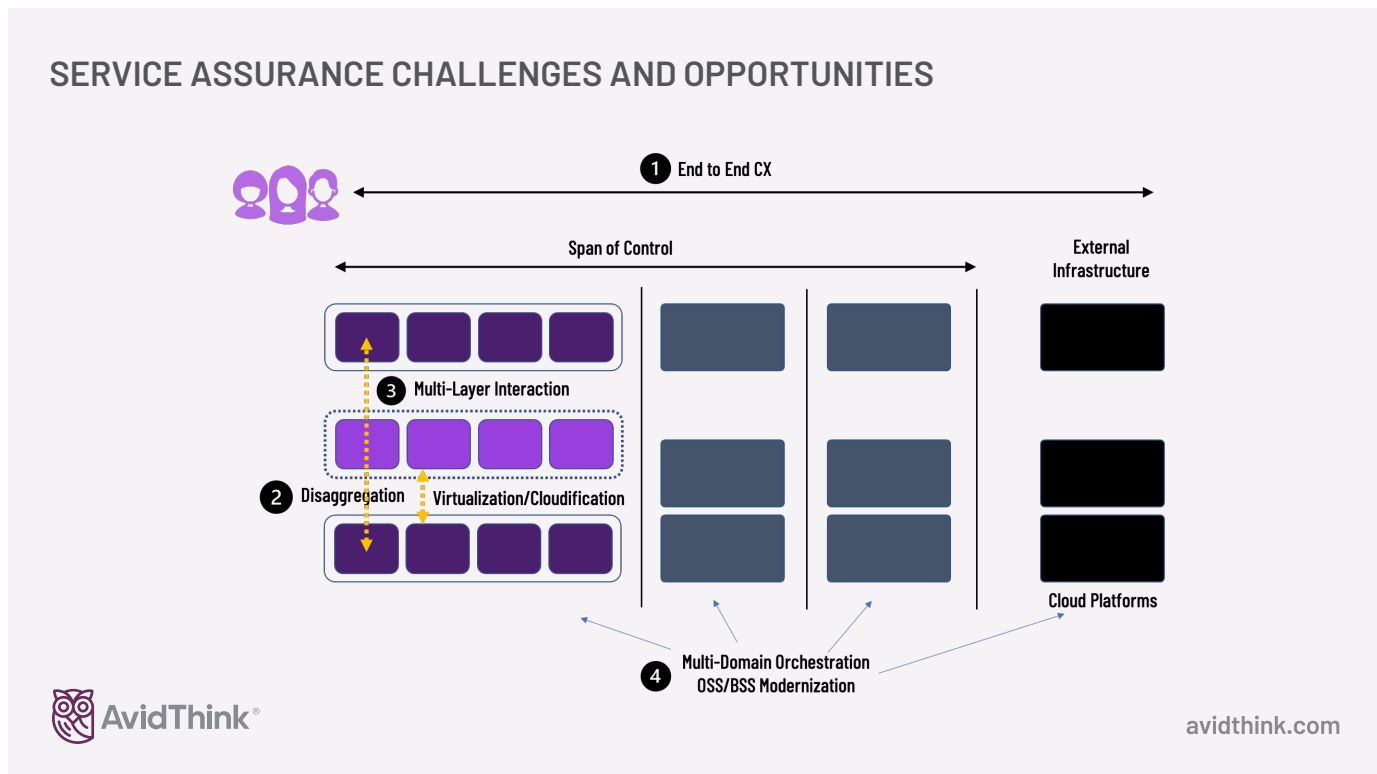 SERVICE ASSURANCE CHALLENGES AND OPPORTUNITIES
1 End to End CX
Span of Control
External
Infrastructure
3 Multi-Layer Interaction
2 Disaggregation
Virtualization/Cloudification
Cloud Platforms
4 Multi-Domain Orchestration
OSS/BSS Modernization
AvidThink®
avidthink.com